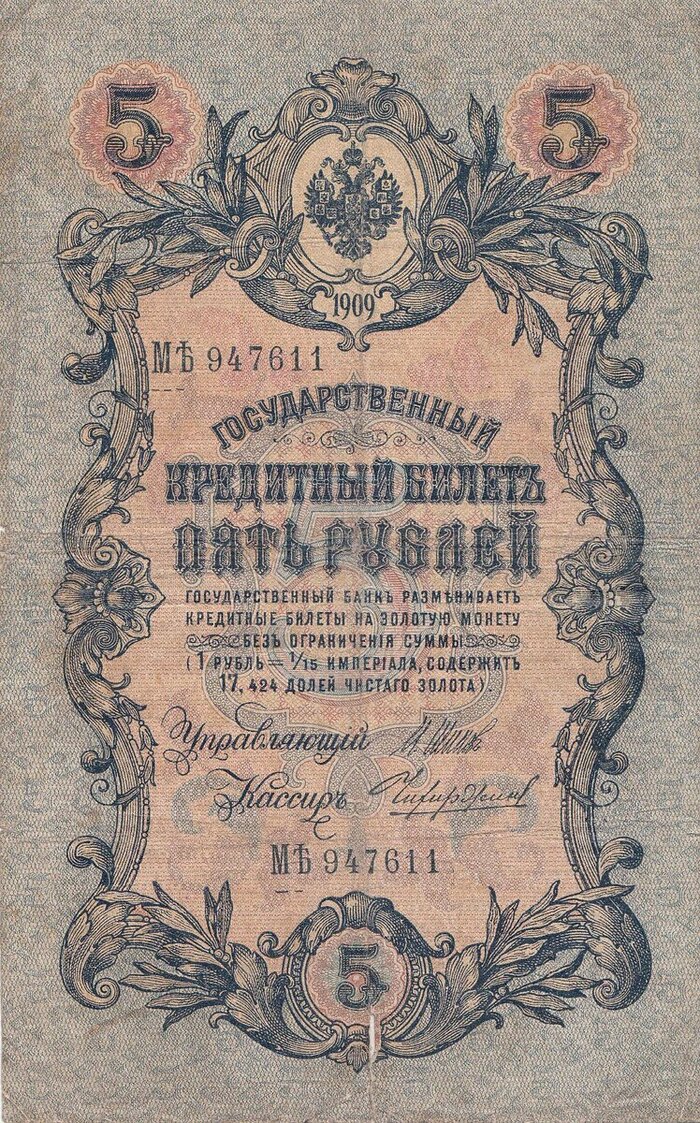 5 5
1909
МѢ 947611
ГОСУДАРСТВЕННЫЙ
КРЕДИТНЫЙ БИЛЕТЪ
ПЯТЬ РУБЛЕЙ
ГОСУДАРСТВЕННЫЙ БАНКЪ РАЗМѢНИВАЕТЪ
КРЕДИТНЫЕ БИЛЕТЫ НА ЗОЛОТУЮ МОНЕТУ
БЕЗЪ ОГРАНИЧЕНІЯ СУММЫ
(1 РУБЛЬ = 1/15 ИМПЕРІАЛА, СОДЕРЖИТЪ
17,424 ДОЛЕЙ ЧИСТАГО ЗОЛОТА).
Управляющій
Кассиръ
МѢ 947611
5